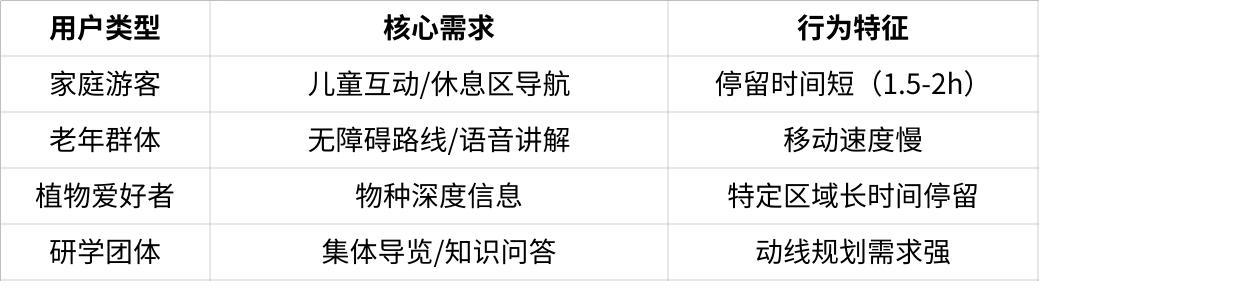 用户类型 核心需求 行为特征
家庭游客 儿童互动/休息区导航 停留时间短（1.5-2h）
老年群体 无障碍路线/语音讲解 移动速度慢
植物爱好者 物种深度信息 特定区域长时间停留
研学团体 集体导览/知识问答 动线规划需求强